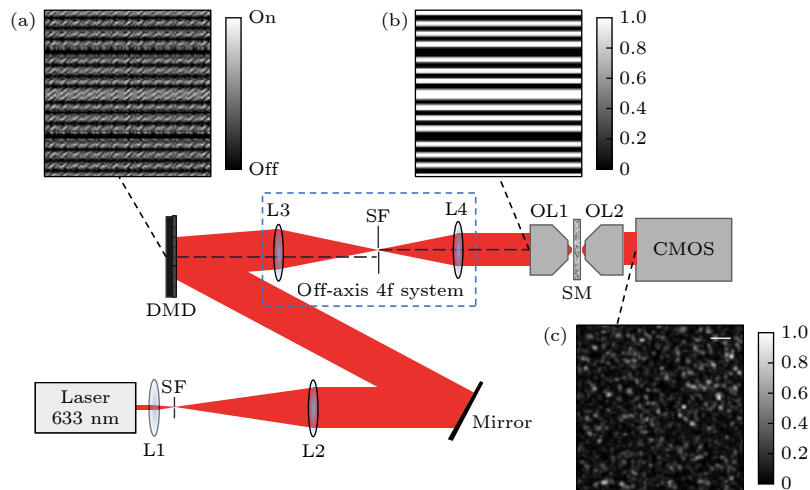 (a)
On
Off
(b)
1.0
0.8
0.6
0.4
0.2
0
L3
SF
L4
OL1
OL2
CMOS
SM
DMD
Off-axis 4f system
(c)
1.0
0.8
0.6
0.4
0.2
0
Laser
633 nm
SF
L1
L2
Mirror